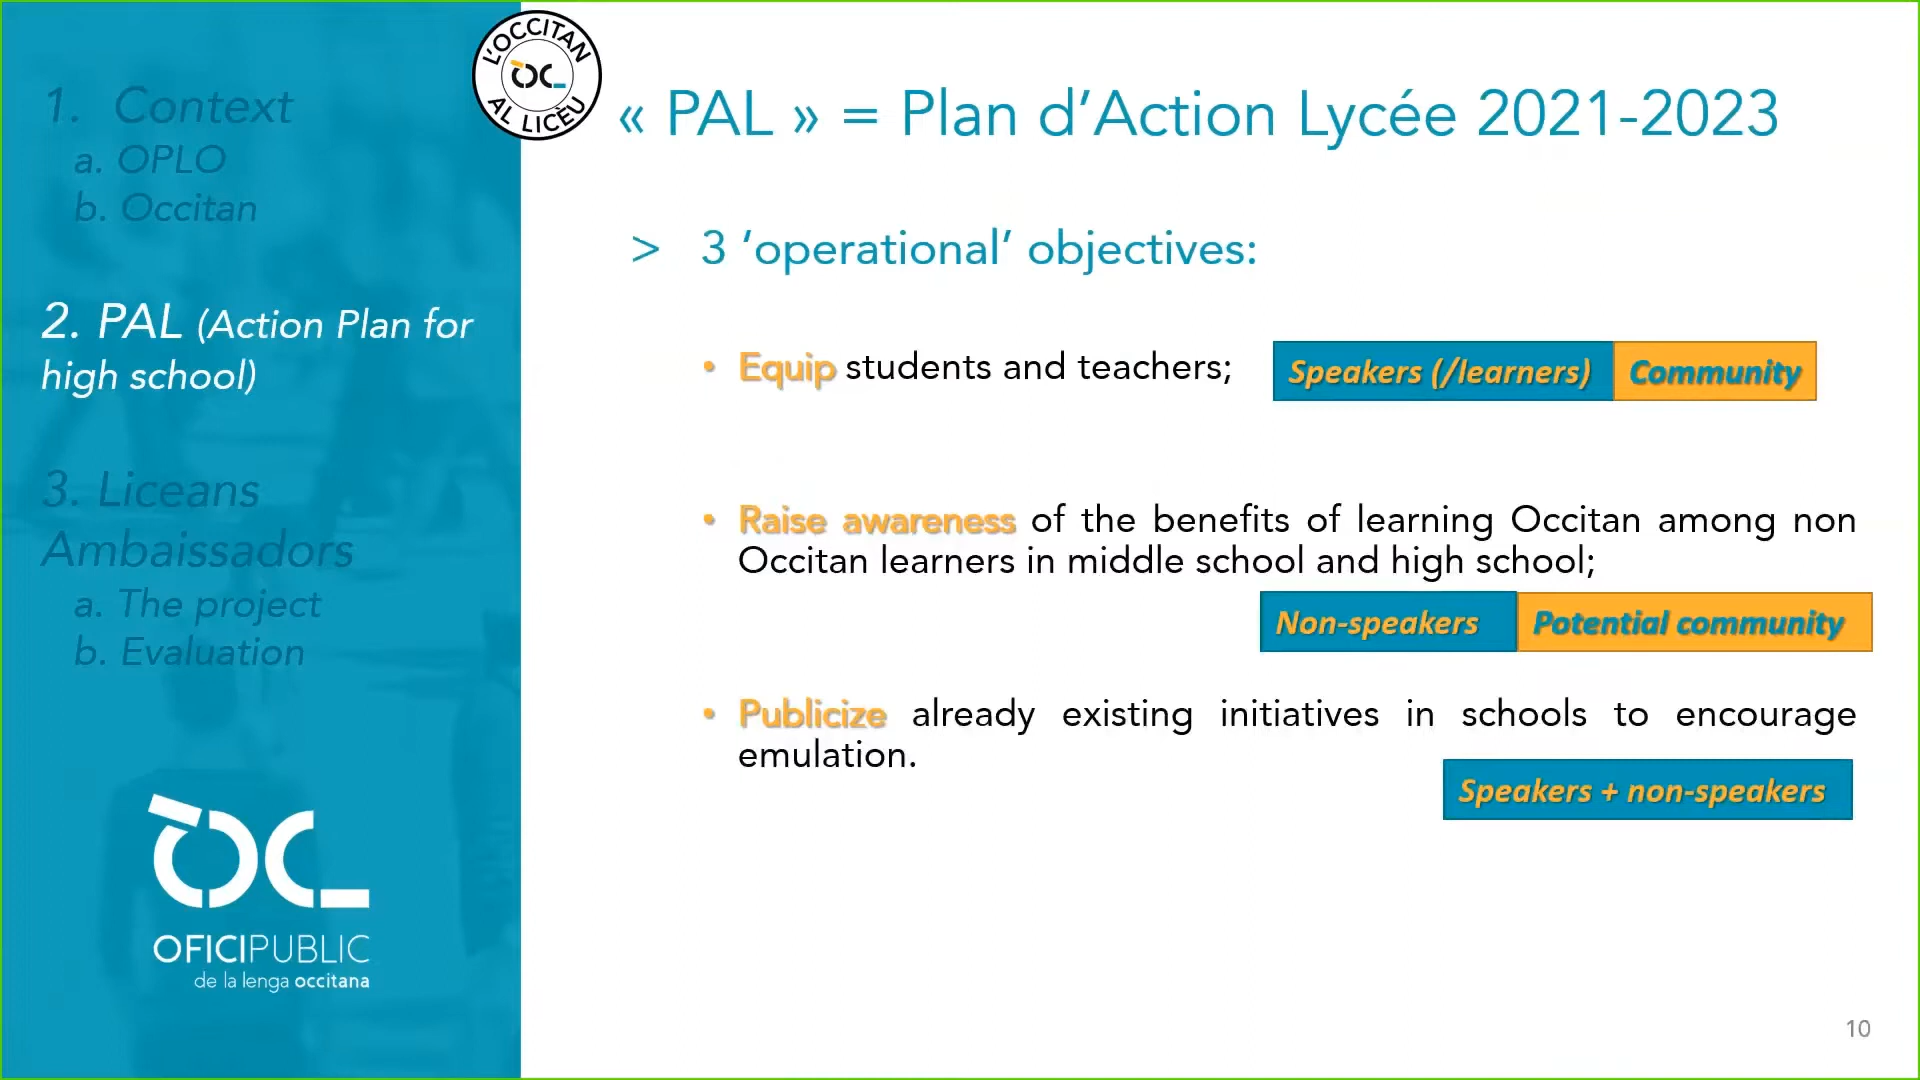 1. Context
a. OPLO
b. Occitan
2. PAL (Action Plan for
high school)
3. Liceans
Ambaissadors
a. The project
b. Evaluation
ÒC_
OFICIPUBLIC
de la lenga occitana
L'OCCITAN
ÒC_
AL LICÈU
« PAL » = Plan d’Action Lycée 2021-2023
> 3 ‘operational’ objectives:
• Equip students and teachers;
Speakers (/learners) Community
• Raise awareness of the benefits of learning Occitan among non
Occitan learners in middle school and high school;
Non-speakers Potential community
• Publicize already existing initiatives in schools to encourage
emulation.
Speakers + non-speakers
10